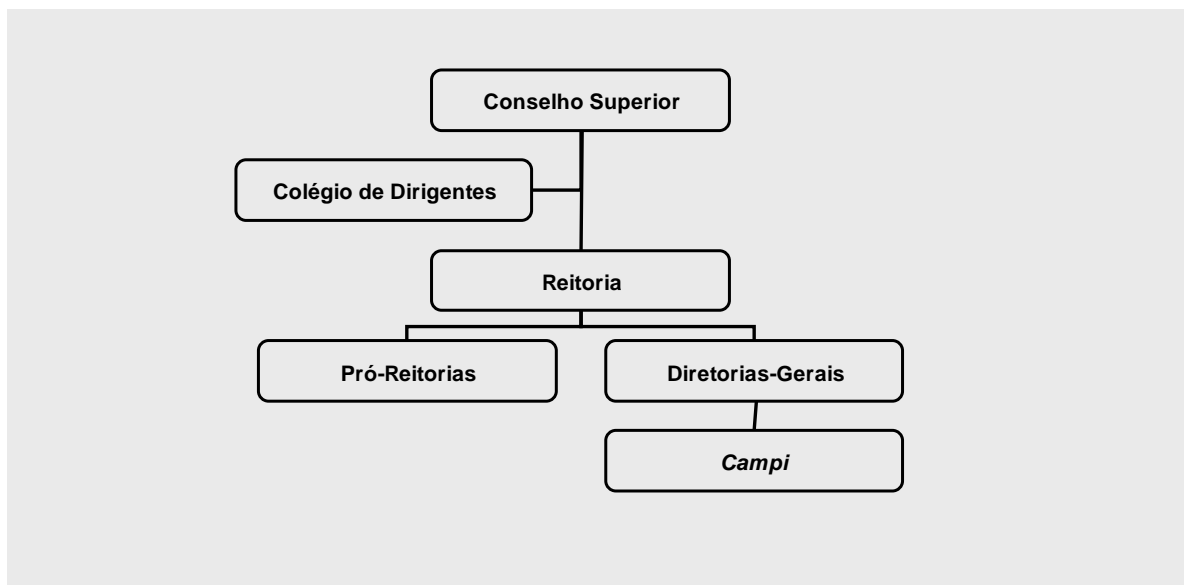 Conselho Superior
Colégio de Dirigentes
Reitoria
Pró-Reitorias
Diretorias-Gerais
Campi